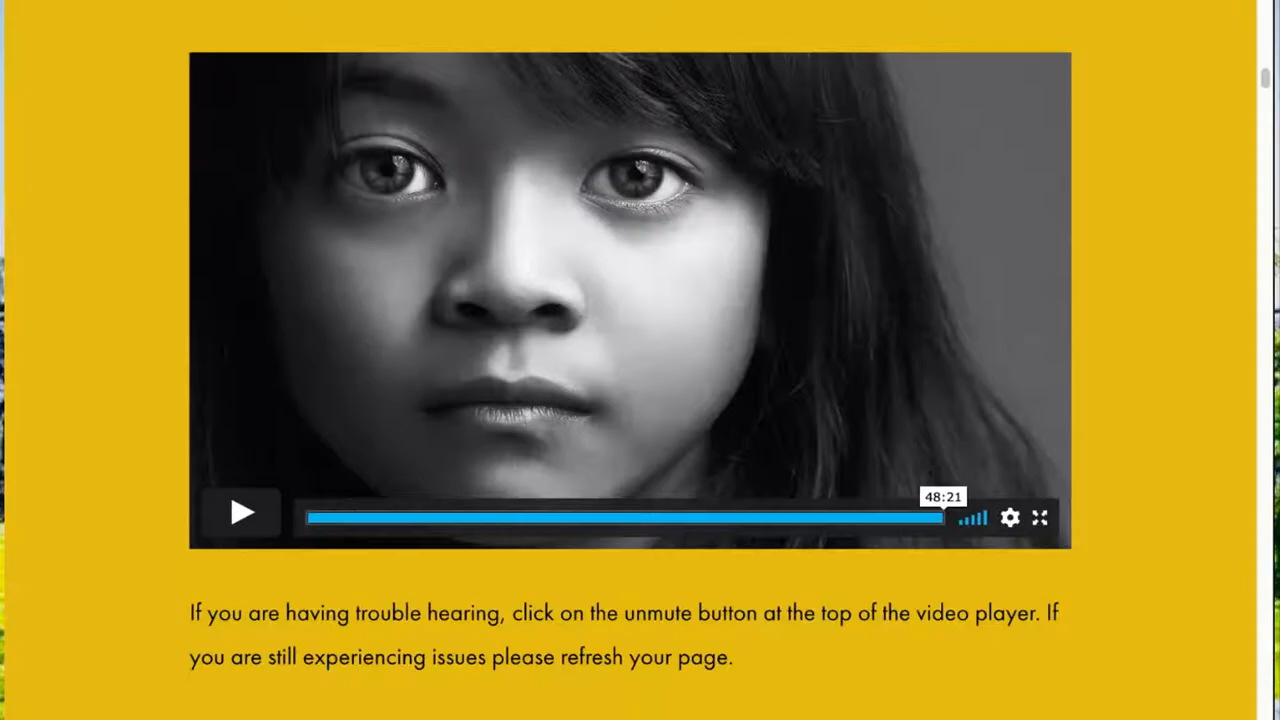 48:21
If you are having trouble hearing, click on the unmute button at the top of the video player. If
you are still experiencing issues please refresh your page.